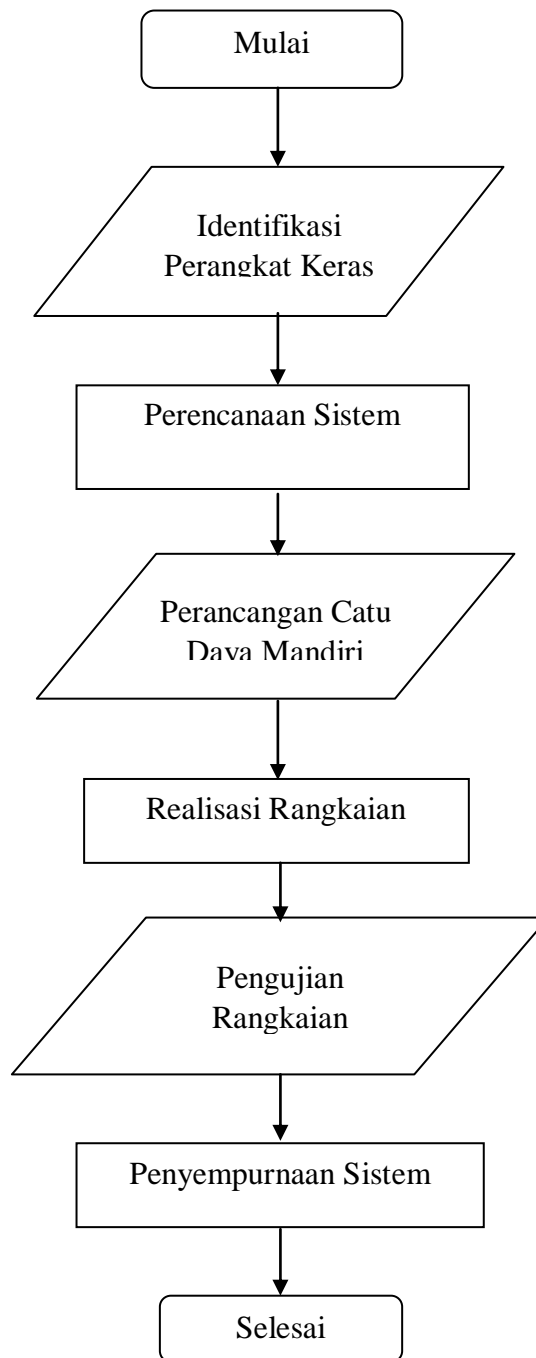 Mulai
Identifikasi
Perangkat Keras
Perencanaan Sistem
Perancangan Catu
Daya Mandiri
Realisasi Rangkaian
Pengujian
Rangkaian
Penyempurnaan Sistem
Selesai